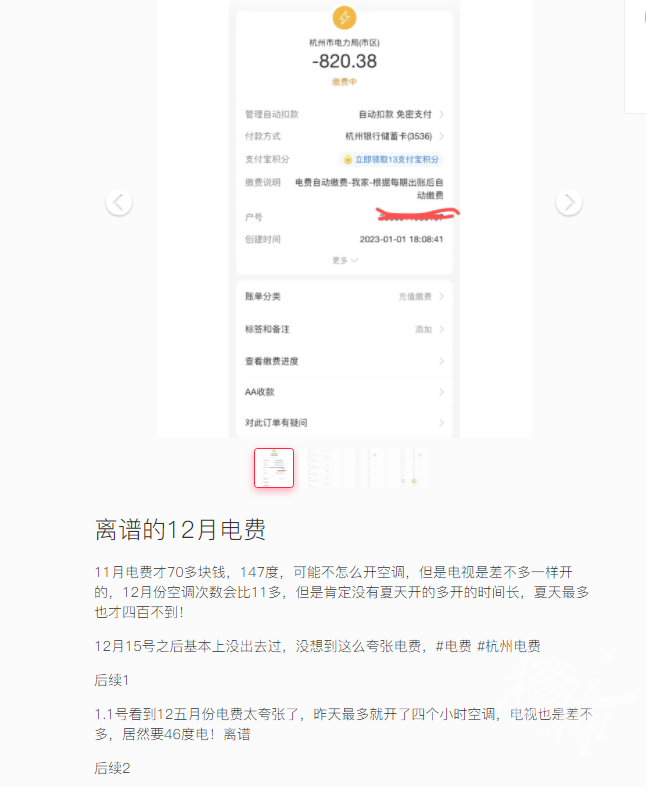 杭州市电力局(市区)
-820.38
缴费中
管理自动扣款 自动扣款 免密支付
付款方式 杭州银行储蓄卡(3536)
支付宝积分 立即领取13支付宝积分
缴费说明 电费自动缴费-我家-根据每期出账后自
动缴费
户号
创建时间 2023-01-01 18:08:41
更多
账单分类 充值缴费
标签和备注 添加
查看缴费进度
AA收款
对此订单有疑问
离谱的12月电费
11月电费才70多块钱，147度，可能不怎么开空调，但是电视是差不多一样开
的，12月份空调次数会比11多，但是肯定没有夏天开的多开的时间长，夏天最多
也才四百不到！
12月15号之后基本上没出去过，没想到这么夸张电费，#电费 #杭州电费
后续1
1.1号看到12五月份电费太夸张了，昨天最多就开了四个小时空调，电视也是差不
多，居然要46度电！离谱
后续2